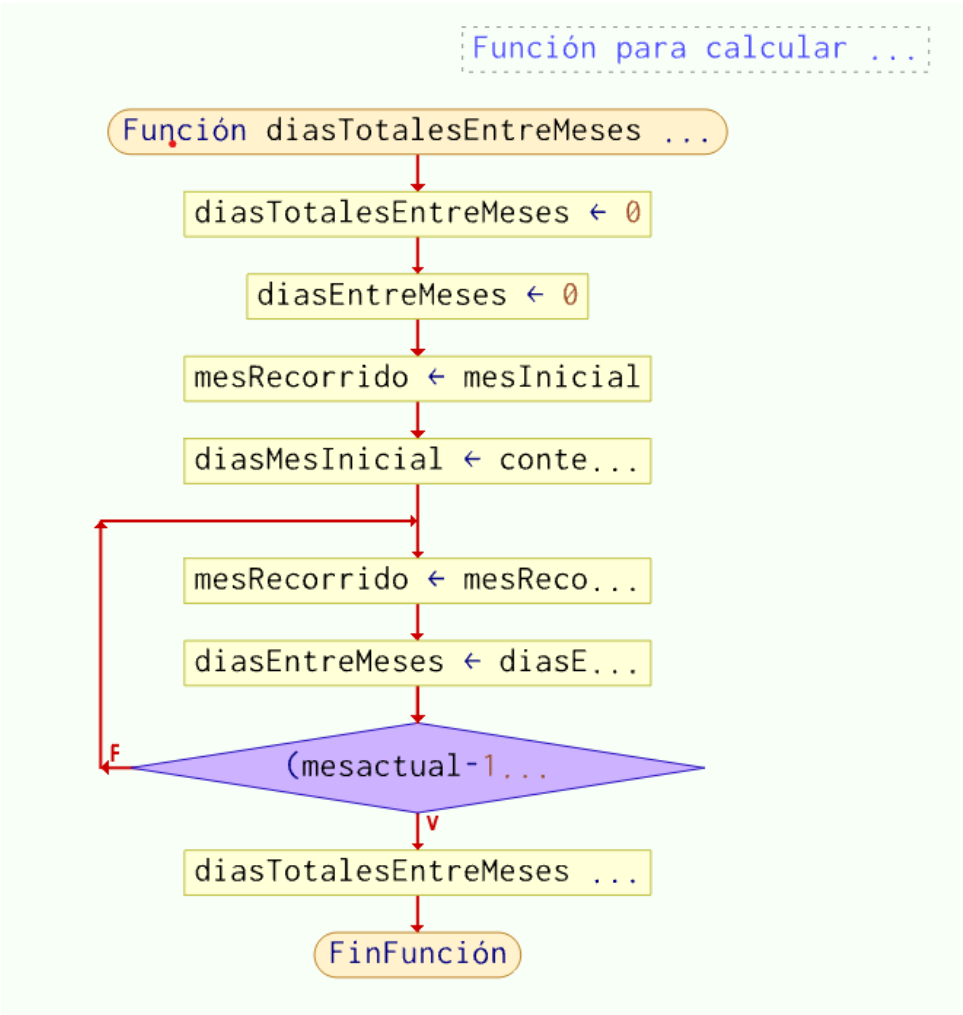 Función para calcular ...
Función diasTotalesEntreMeses ...
diasTotalesEntreMeses ← 0
diasEntreMeses ← 0
mesRecorrido ← mesInicial
diasMesInicial ← conte...
mesRecorrido ← mesReco...
diasEntreMeses ← diasE...
F
(mesactual-1...
V
diasTotalesEntreMeses ...
FinFunción